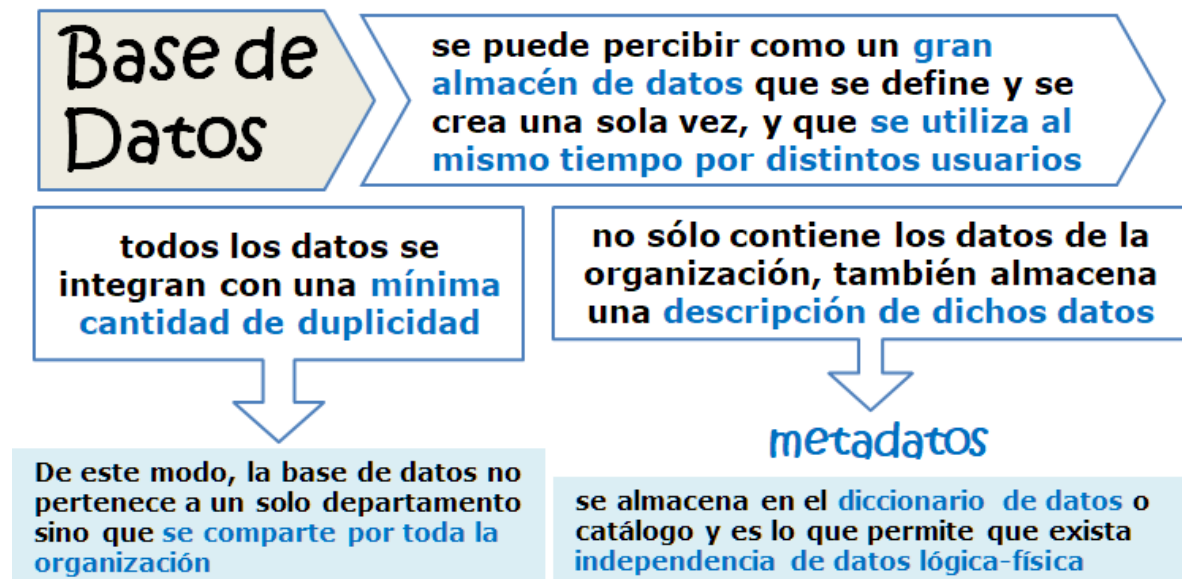 Base de
Datos
se puede percibir como un gran
almacén de datos que se define y se
crea una sola vez, y que se utiliza al
mismo tiempo por distintos usuarios
todos los datos se
integran con una mínima
cantidad de duplicidad
no sólo contiene los datos de la
organización, también almacena
una descripción de dichos datos
De este modo, la base de datos no
pertenece a un solo departamento
sino que se comparte por toda la
organización
metadatos
se almacena en el diccionario de datos o
catálogo y es lo que permite que exista
independencia de datos lógica-física